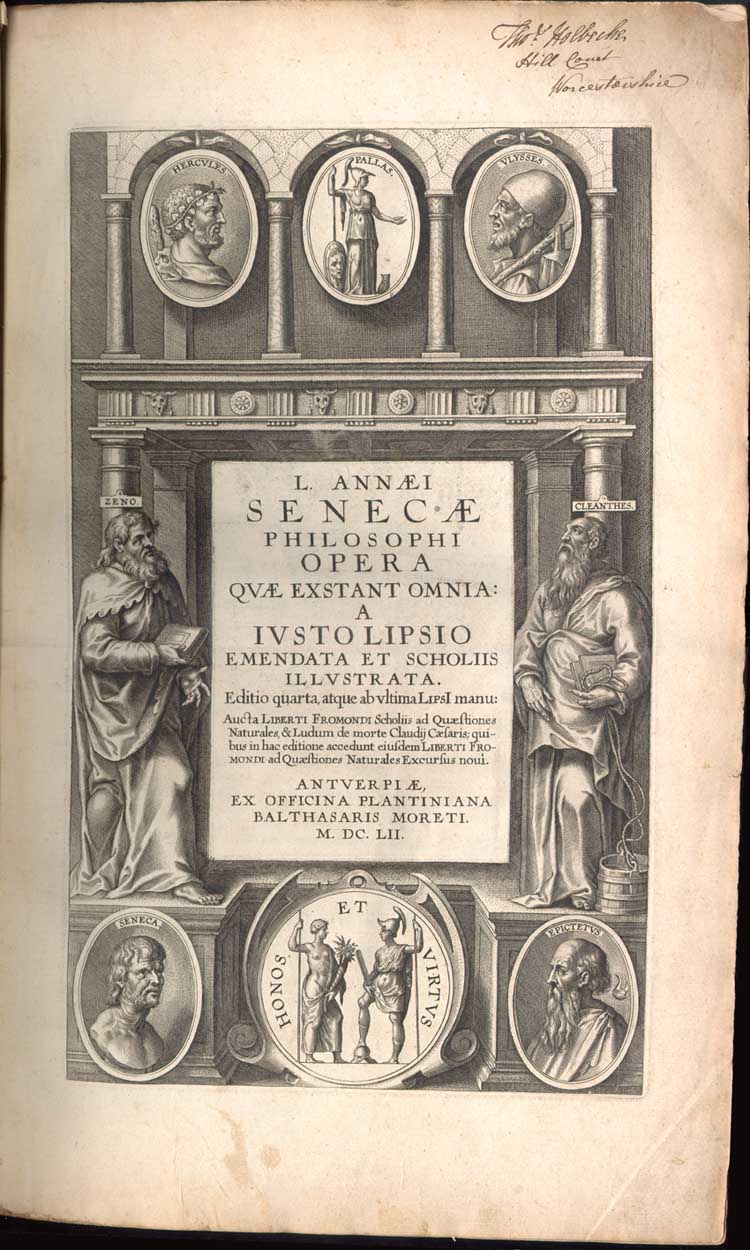 Thos. Holbeche
Hill Court
Worcestershire
HERCVLES
PALLAS.
VLYSSES.
ZENO.
CLEANTHES.
L. ANNÆI
SENECÆ
PHILOSOPHI
OPERA
QVÆ EXSTANT OMNIA:
A
IVSTO LIPSIO
EMENDATA ET SCHOLIIS
ILLVSTRATA.
Editio quarta, atque ab vltima LIPSI manu:
Aucta LIBERTI FROMONDI Scholiis ad Quæſtiones
Naturales, & Ludum de morte Claudij Cæſaris; qui-
bus in hac editione accedunt eiuſdem LIBERTI FRO-
MONDI ad Quæſtiones Naturales Excurſus novi.
ANTVERPIÆ,
EX OFFICINA PLANTINIANA
BALTHASARIS MORETI.
M. DC. LII.
SENECA.
HONOS ET VIRTVS
EPICTETVS